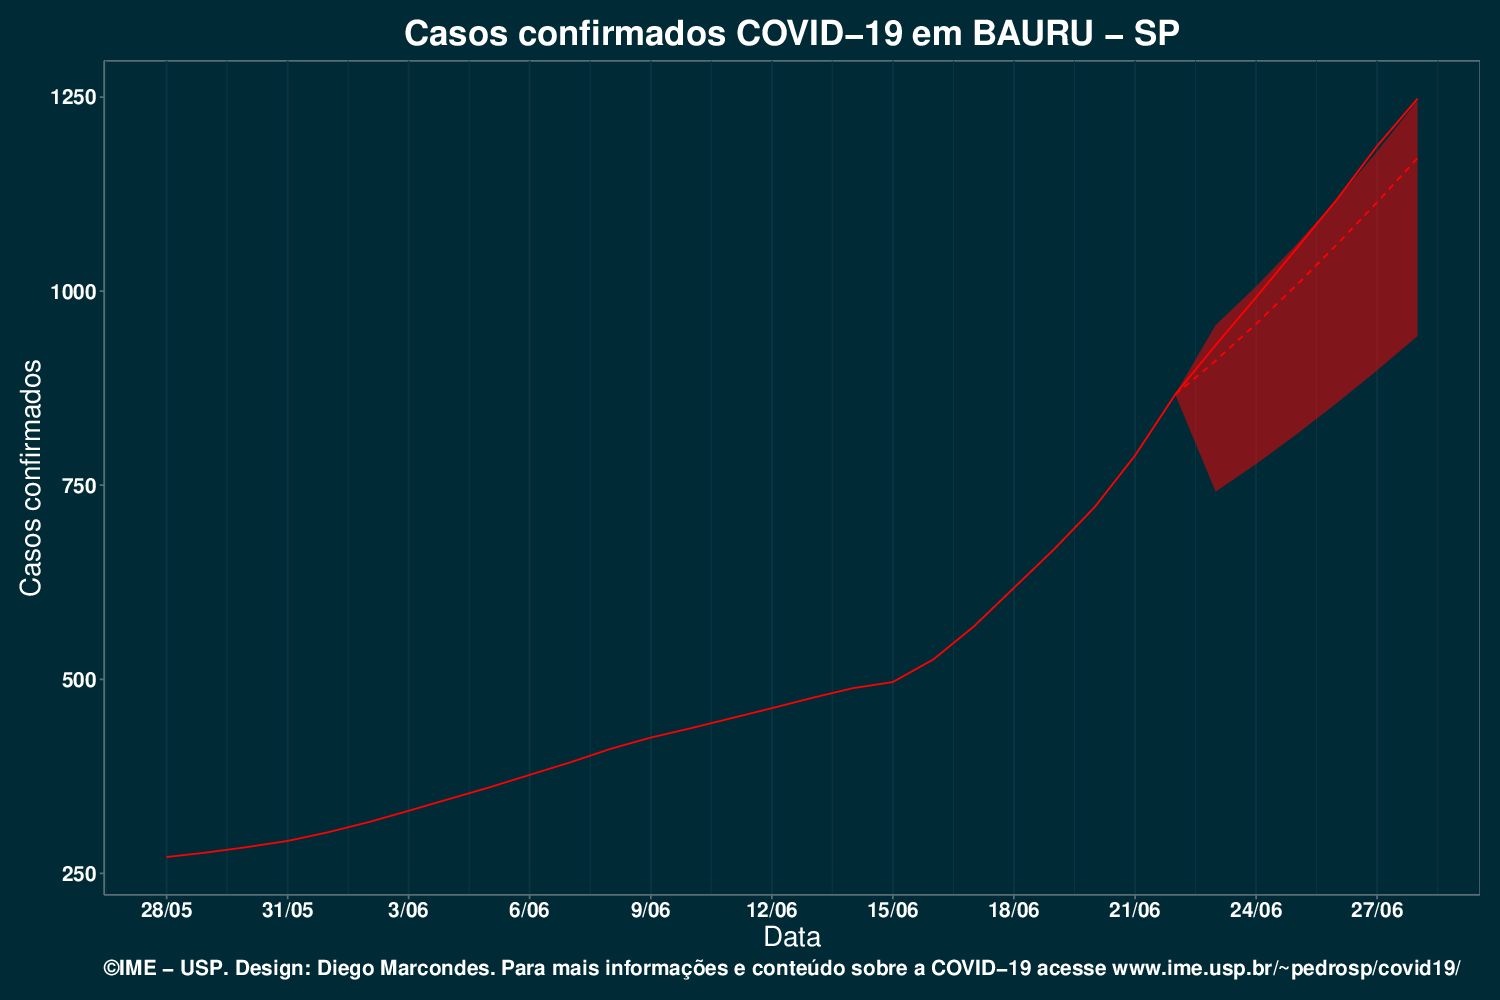 Casos confirmados COVID−19 em BAURU − SP
Casos confirmados
1250
1000
750
500
250
28/05 31/05 3/06 6/06 9/06 12/06 15/06 18/06 21/06 24/06 27/06
Data
©IME − USP. Design: Diego Marcondes. Para mais informações e conteúdo sobre a COVID−19 acesse www.ime.usp.br/~pedrosp/covid19/